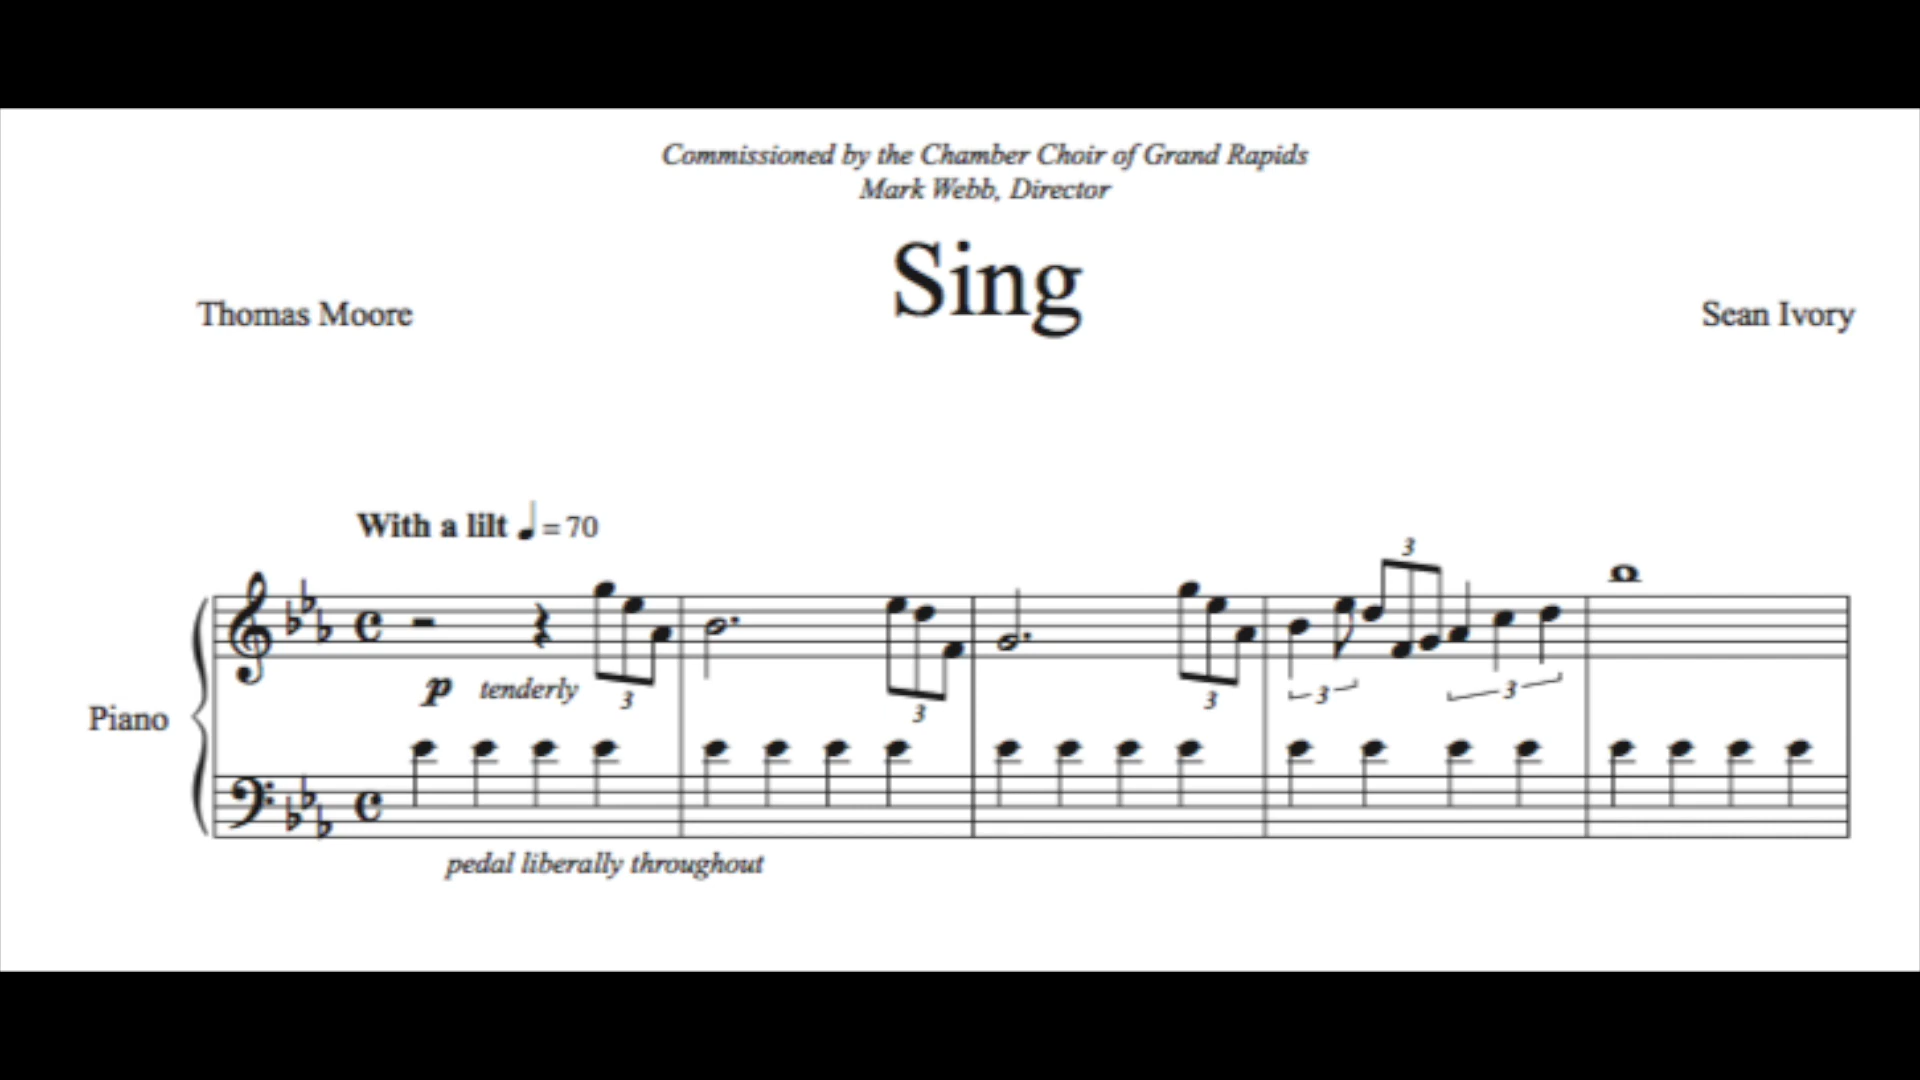 Commissioned by the Chamber Choir of Grand Rapids
Mark Webb, Director
Sing
Thomas Moore
Sean Ivory
With a lilt ♩ = 70
3
p tenderly
3
3
3
3
3
Piano
pedal liberally throughout